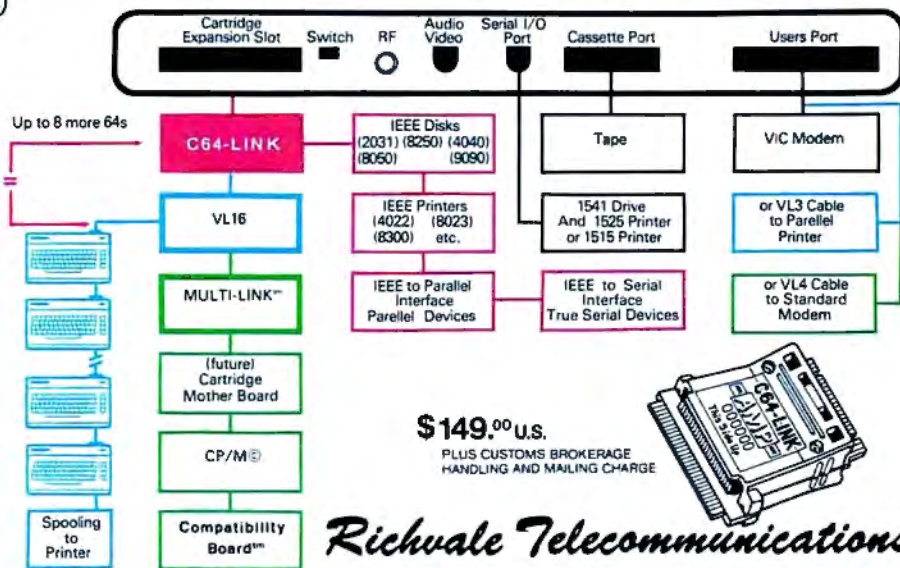 Cartridge
Expansion Slot
Switch
RF
Audio
Video
Serial I/O
Port
Cassette Port
Users Port
Up to 8 more 64s
C64-LINK
IEEE Disks
(2031) (8250) (4040)
(8050) (9090)
Tape
VIC Modem
VL16
IEEE Printers
(4022) (8023)
(8300) etc.
1541 Drive
And 1525 Printer
or 1515 Printer
or VL3 Cable
to Parellel
Printer
MULTI-LINK™
IEEE to Parallel
Interface
Parellel Devices
IEEE to Serial
Interface
True Serial Devices
or VL4 Cable
to Standard
Modem
(future)
Cartridge
Mother Board
CP/M©
Spooling
to
Printer
Compatibility
Board™
$149.00 U.S.
PLUS CUSTOMS BROKERAGE
HANDLING AND MAILING CHARGE
C64-LINK
000000
This Side Up
Richvale Telecommunications